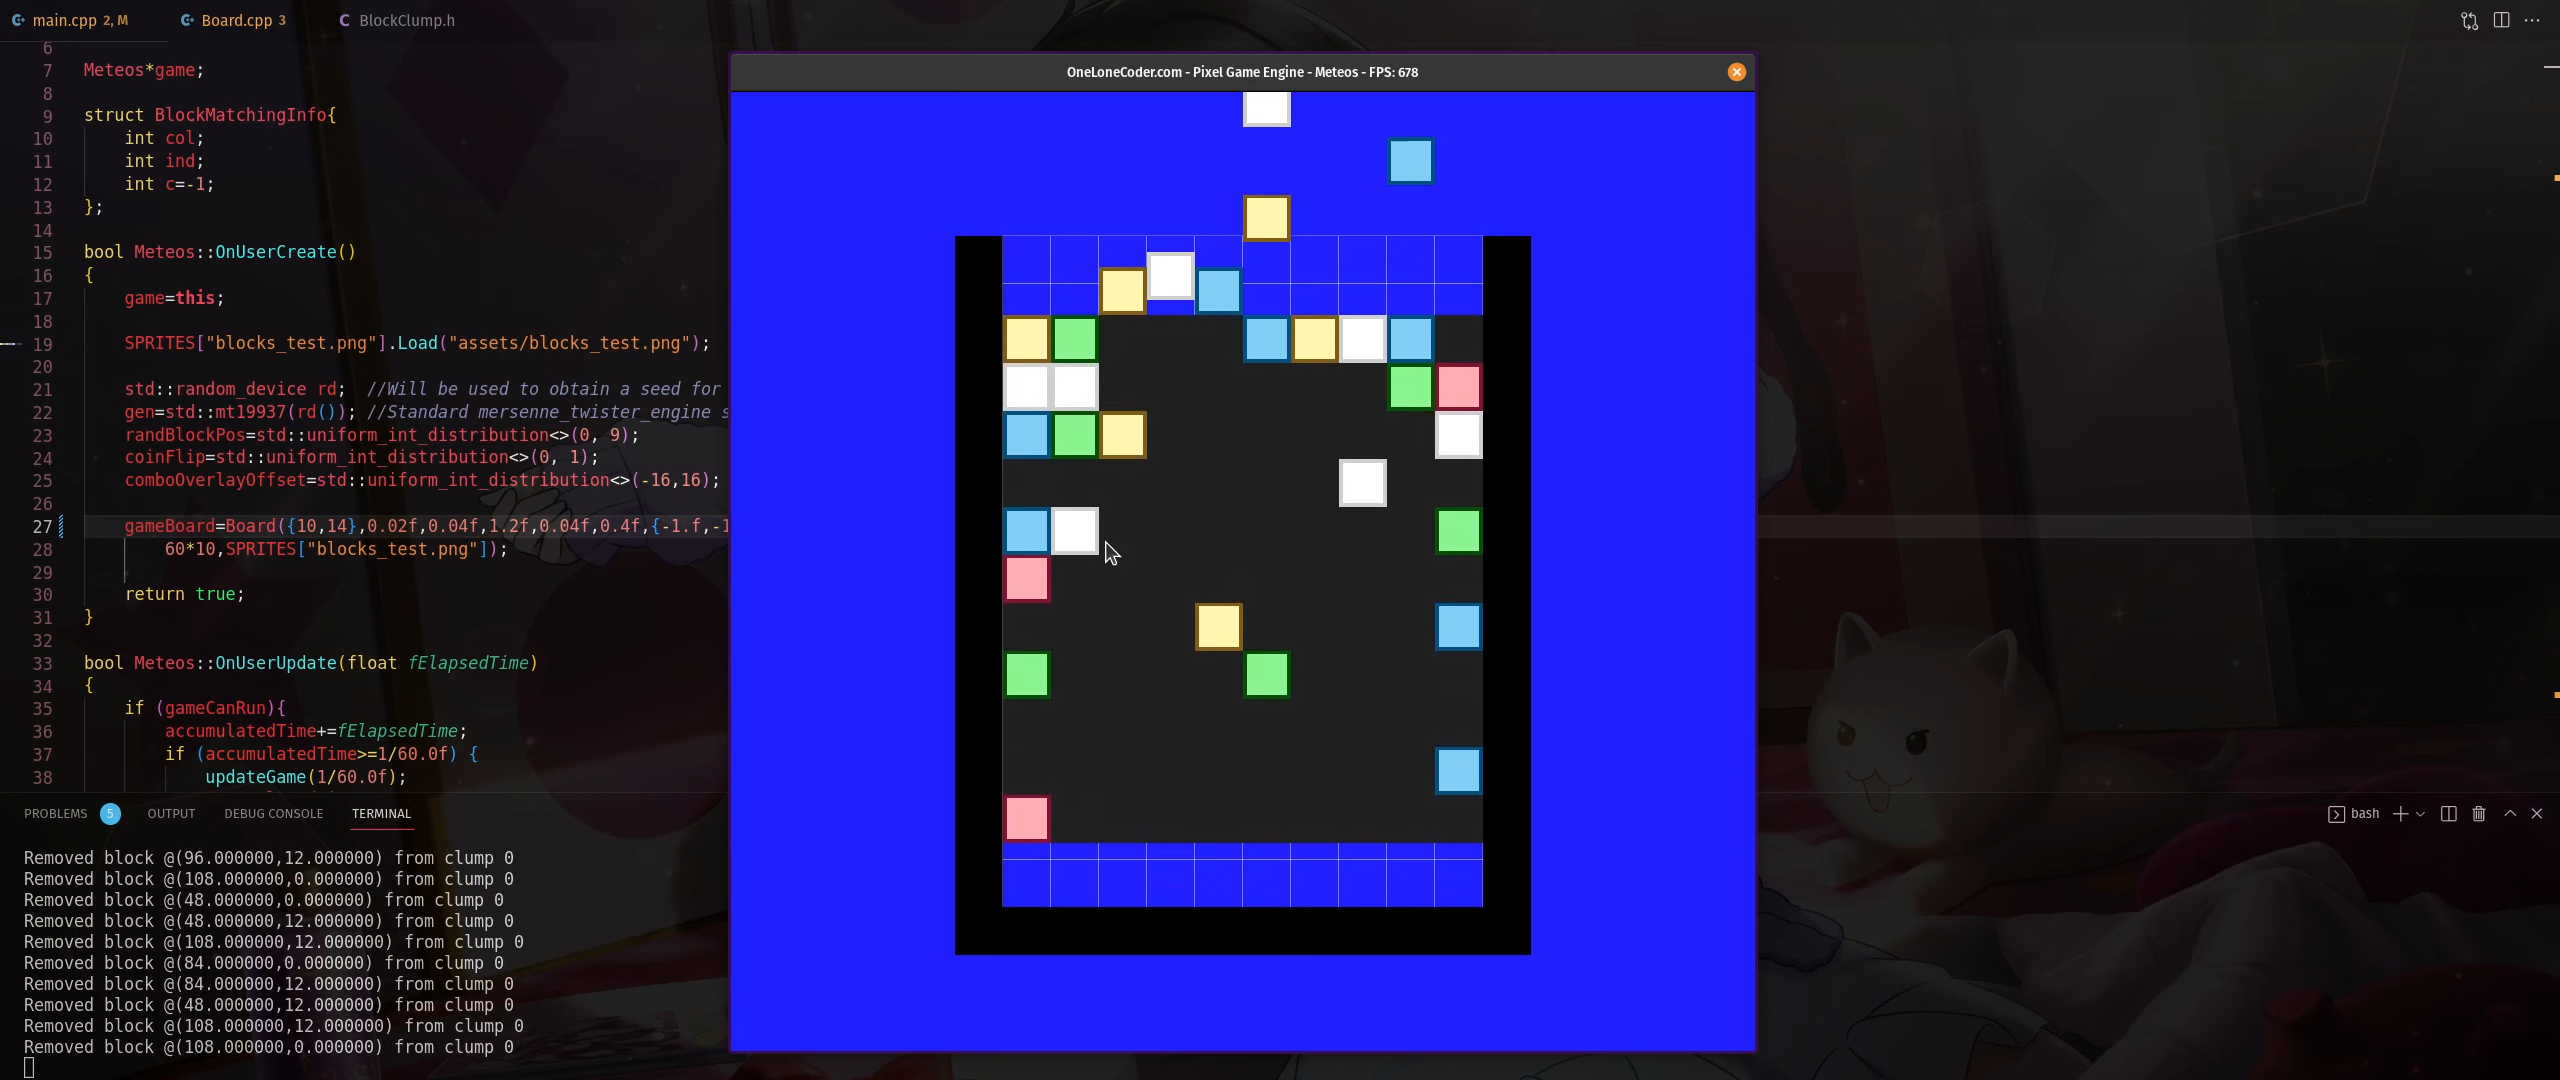 main.cpp 2, M
Board.cpp 3
BlockClump.h
OneLoneCoder.com - Pixel Game Engine - Meteos - FPS: 678
6
7 Meteos*game;
8
9 struct BlockMatchingInfo{
10 int col;
11 int ind;
12 int c=-1;
13 };
14
15 bool Meteos::OnUserCreate()
16 {
17 game=this;
18
19 SPRITES["blocks_test.png"].Load("assets/blocks_test.png");
20
21 std::random_device rd;  //Will be used to obtain a seed for
22 gen=std::mt19937(rd()); //Standard mersenne_twister_engine s
23 randBlockPos=std::uniform_int_distribution<>(0, 9);
24 coinFlip=std::uniform_int_distribution<>(0, 1);
25 comboOverlayOffset=std::uniform_int_distribution<>(-16,16);
26
27 gameBoard=Board({10,14},0.02f,0.04f,1.2f,0.04f,0.4f,{-1.f,-1
28 60*10,SPRITES["blocks_test.png"]);
29
30 return true;
31 }
32
33 bool Meteos::OnUserUpdate(float fElapsedTime)
34 {
35 if (gameCanRun){
36 accumulatedTime+=fElapsedTime;
37 if (accumulatedTime>=1/60.0f) {
38 updateGame(1/60.0f);
PROBLEMS 5 OUTPUT DEBUG CONSOLE TERMINAL
bash
Removed block @(96.000000,12.000000) from clump 0
Removed block @(108.000000,0.000000) from clump 0
Removed block @(48.000000,0.000000) from clump 0
Removed block @(48.000000,12.000000) from clump 0
Removed block @(108.000000,12.000000) from clump 0
Removed block @(84.000000,0.000000) from clump 0
Removed block @(84.000000,12.000000) from clump 0
Removed block @(48.000000,12.000000) from clump 0
Removed block @(108.000000,12.000000) from clump 0
Removed block @(108.000000,0.000000) from clump 0